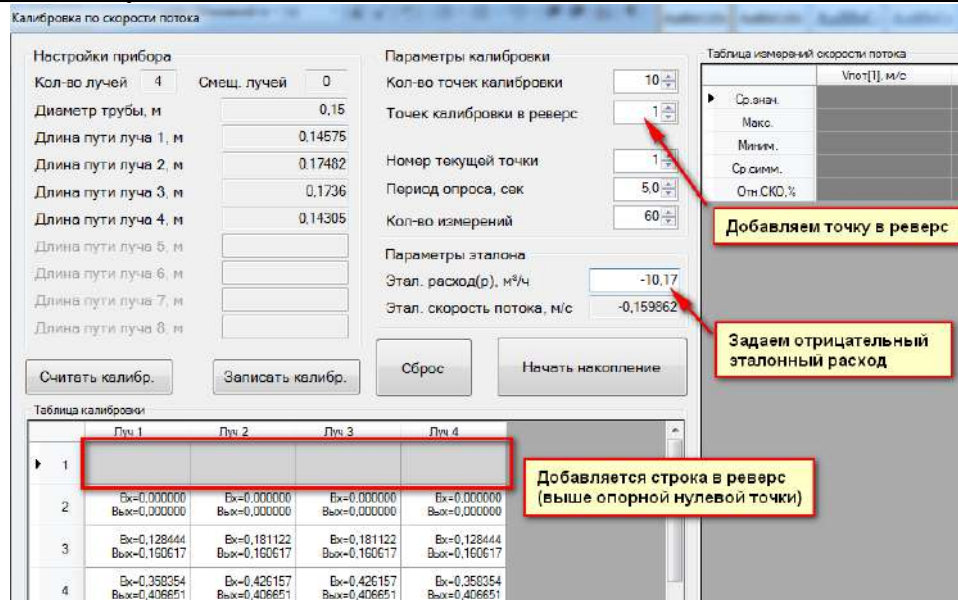 Калибровка по скорости потока
Настройки прибора
Кол-во лучей 4 Смещ. лучей 0
Диаметр трубы, м 0,15
Длина пути луча 1, м 0,14575
Длина пути луча 2, м 0,17482
Длина пути луча 3, м 0,1736
Длина пути луча 4, м 0,14305
Длина пути луча 5, м
Длина пути луча 6, м
Длина пути луча 7, м
Длина пути луча 8, м
Считать калибр. Записать калибр.
Параметры калибровки
Кол-во точек калибровки 10
Точек калибровки в реверс 1
Номер текущей точки 1
Период опроса, сек 5,0
Кол-во измерений 60
Параметры эталона
Этал. расход(р), м³/ч -10,17
Этал. скорость потока, м/с -0,159862
Сброс Начать накопление
Таблица измерений скорости потока
Vпот[1], м/с
Ср.знач.
Макс.
Миним.
Ср.симм.
Отн.СКО,%
Добавляем точку в реверс
Задаем отрицательный
эталонный расход
Таблица калибровки
Луч 1 Луч 2 Луч 3 Луч 4
1
Добавляется строка в реверс
(выше опорной нулевой точки)
2 Вх=0,000000 Вх=0,000000 Вх=0,000000 Вх=0,000000
Вых=0,000000 Вых=0,000000 Вых=0,000000 Вых=0,000000
3 Вх=0,128444 Вх=0,181122 Вх=0,181122 Вх=0,128444
Вых=0,160617 Вых=0,160617 Вых=0,160617 Вых=0,160617
4 Вх=0,358354 Вх=0,426157 Вх=0,426157 Вх=0,358354
Вых=0,406651 Вых=0,406651 Вых=0,406651 Вых=0,406651